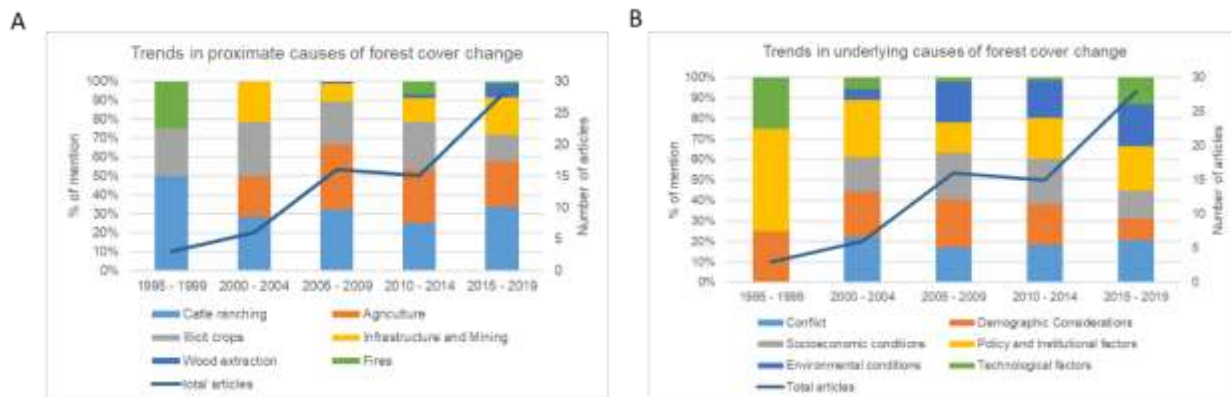 A
Trends in proximate causes of forest cover change
100%
90%
80%
70%
60%
50%
40%
30%
20%
10%
0%
% of mention
30
25
20
15
10
5
0
Number of articles
1995 - 1999 2000 - 2004 2005 - 2009 2010 - 2014 2015 - 2019
Catle ranching Agriculture
Illicit crops Infrastructure and Mining
Wood extraction Fires
total articles
B
Trends in underlying causes of forest cover change
100%
90%
80%
70%
60%
50%
40%
30%
20%
10%
0%
% of mention
30
25
20
15
10
5
0
Number of articles
1995 - 1999 2000 - 2004 2005 - 2009 2010 - 2014 2015 - 2019
Conflict Demographic Considerations
Socioeconomic conditions Policy and Institutional factors
Environmental conditions Technological factors
Total articles